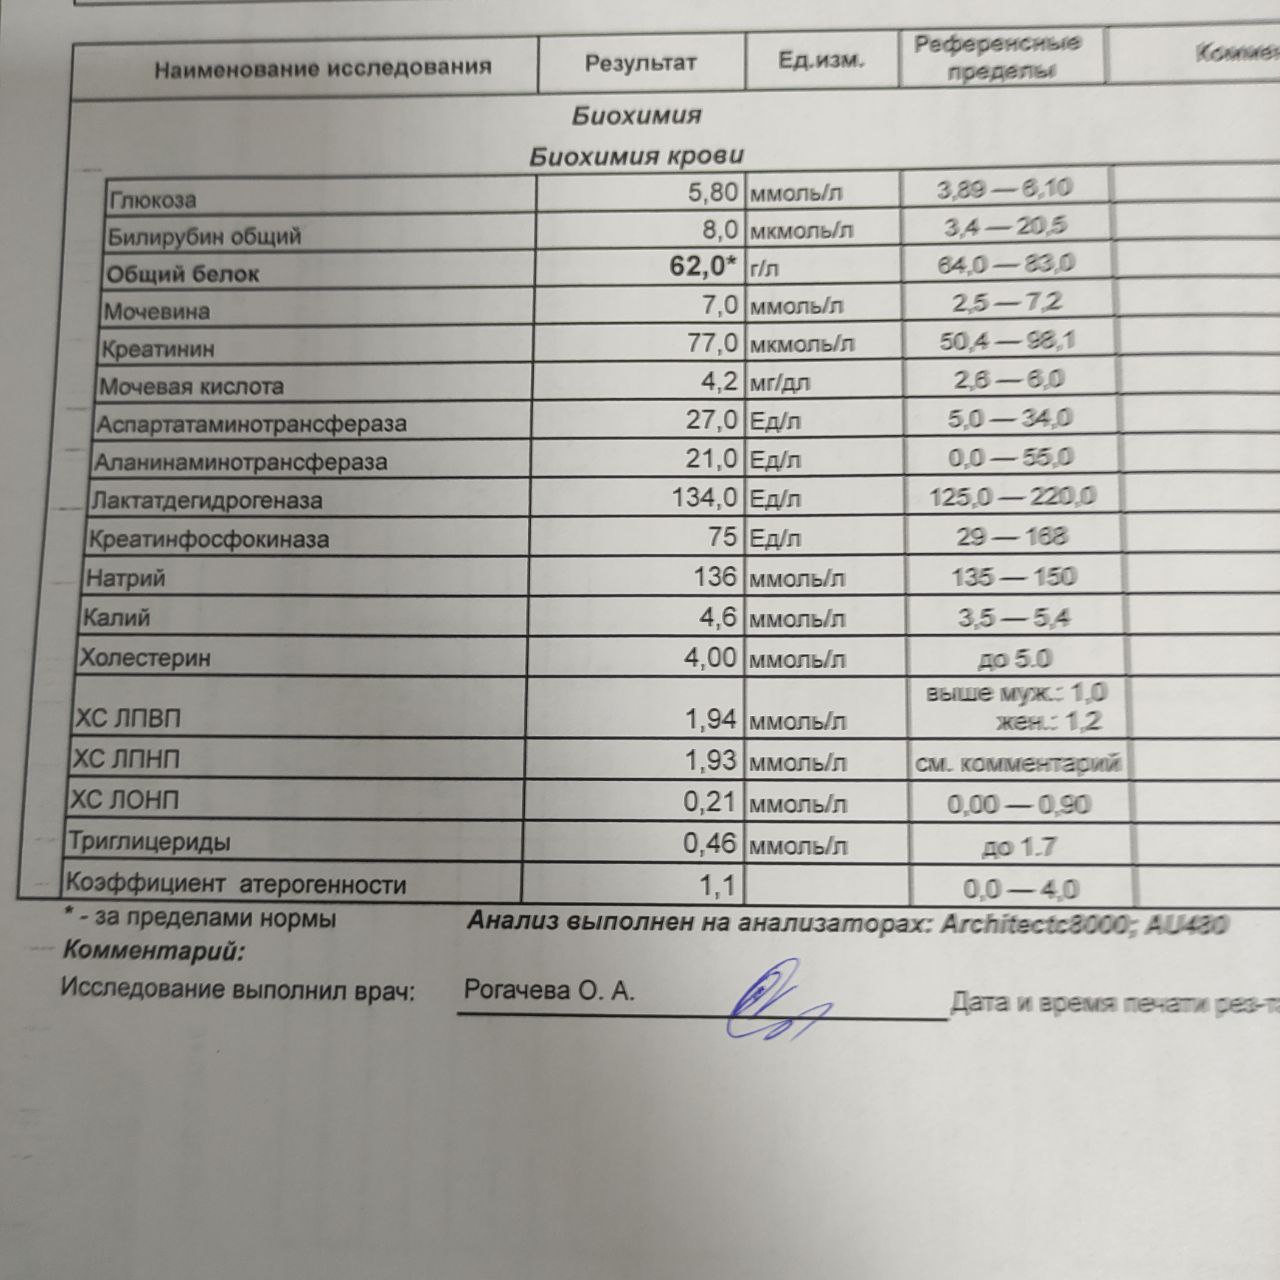 Наименование исследования Результат Ед.изм. Референсные пределы
Биохимия
Биохимия крови
Глюкоза 5,80 ммоль/л 3,89 — 6,10
Билирубин общий 8,0 мкмоль/л 3,4 — 20,5
Общий белок 62,0* г/л 64,0 — 83,0
Мочевина 7,0 ммоль/л 2,5 — 7,2
Креатинин 77,0 мкмоль/л 50,4 — 98,1
Мочевая кислота 4,2 мг/дл 2,6 — 6,0
Аспартатаминотрансфераза 27,0 Ед/л 5,0 — 34,0
Аланинаминотрансфераза 21,0 Ед/л 0,0 — 55,0
Лактатдегидрогеназа 134,0 Ед/л 125,0 — 220,0
Креатинфосфокиназа 75 Ед/л 29 — 168
Натрий 136 ммоль/л 135 — 150
Калий 4,6 ммоль/л 3,5 — 5,4
Холестерин 4,00 ммоль/л до 5.0
ХС ЛПВП 1,94 ммоль/л выше муж.: 1,0 жен.: 1,2
ХС ЛПНП 1,93 ммоль/л см. комментарий
ХС ЛОНП 0,21 ммоль/л 0,00 — 0,90
Триглицериды 0,46 ммоль/л до 1.7
Коэффициент атерогенности 1,1 0,0 — 4,0
* - за пределами нормы Анализ выполнен на анализаторах: Architectc8000; AU480
Комментарий:
Исследование выполнил врач: Рогачева О. А. Дата и время печати